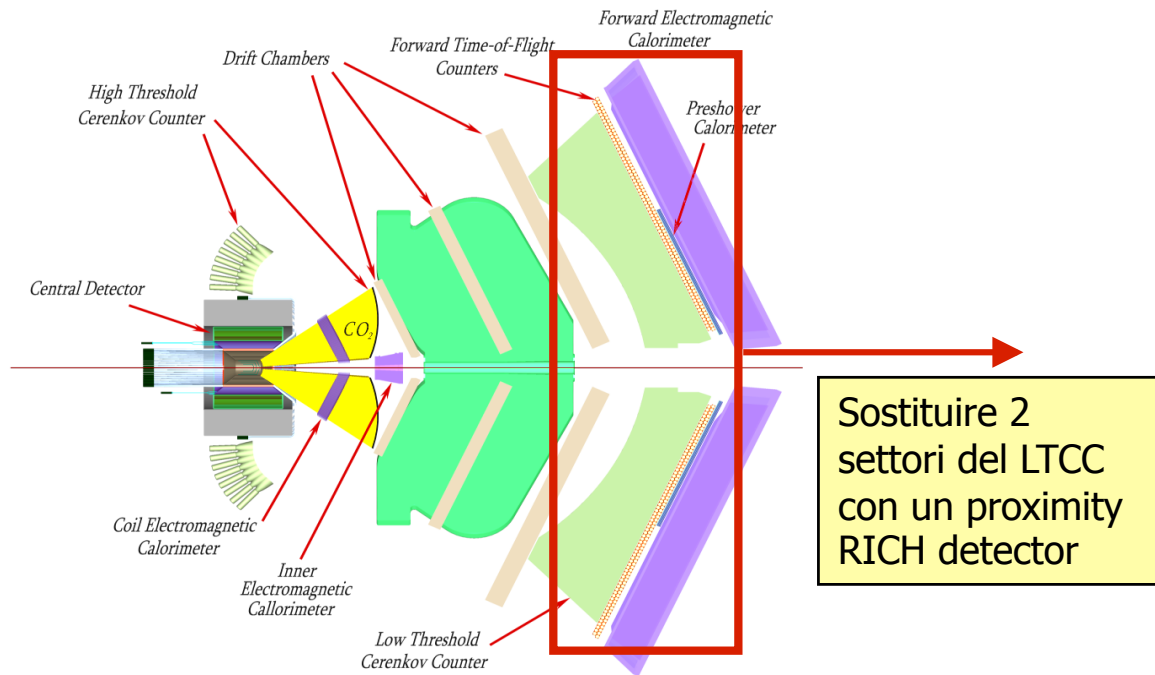 Forward Electromagnetic
Calorimeter
Forward Time-of-Flight
Counters
Drift Chambers
High Threshold
Cerenkov Counter
Preshower
Calorimeter
Central Detector
CO2
Sostituire 2
settori del LTCC
con un proximity
RICH detector
Coil Electromagnetic
Calorimeter
Inner
Electromagnetic
Callorimeter
Low Threshold
Cerenkov Counter